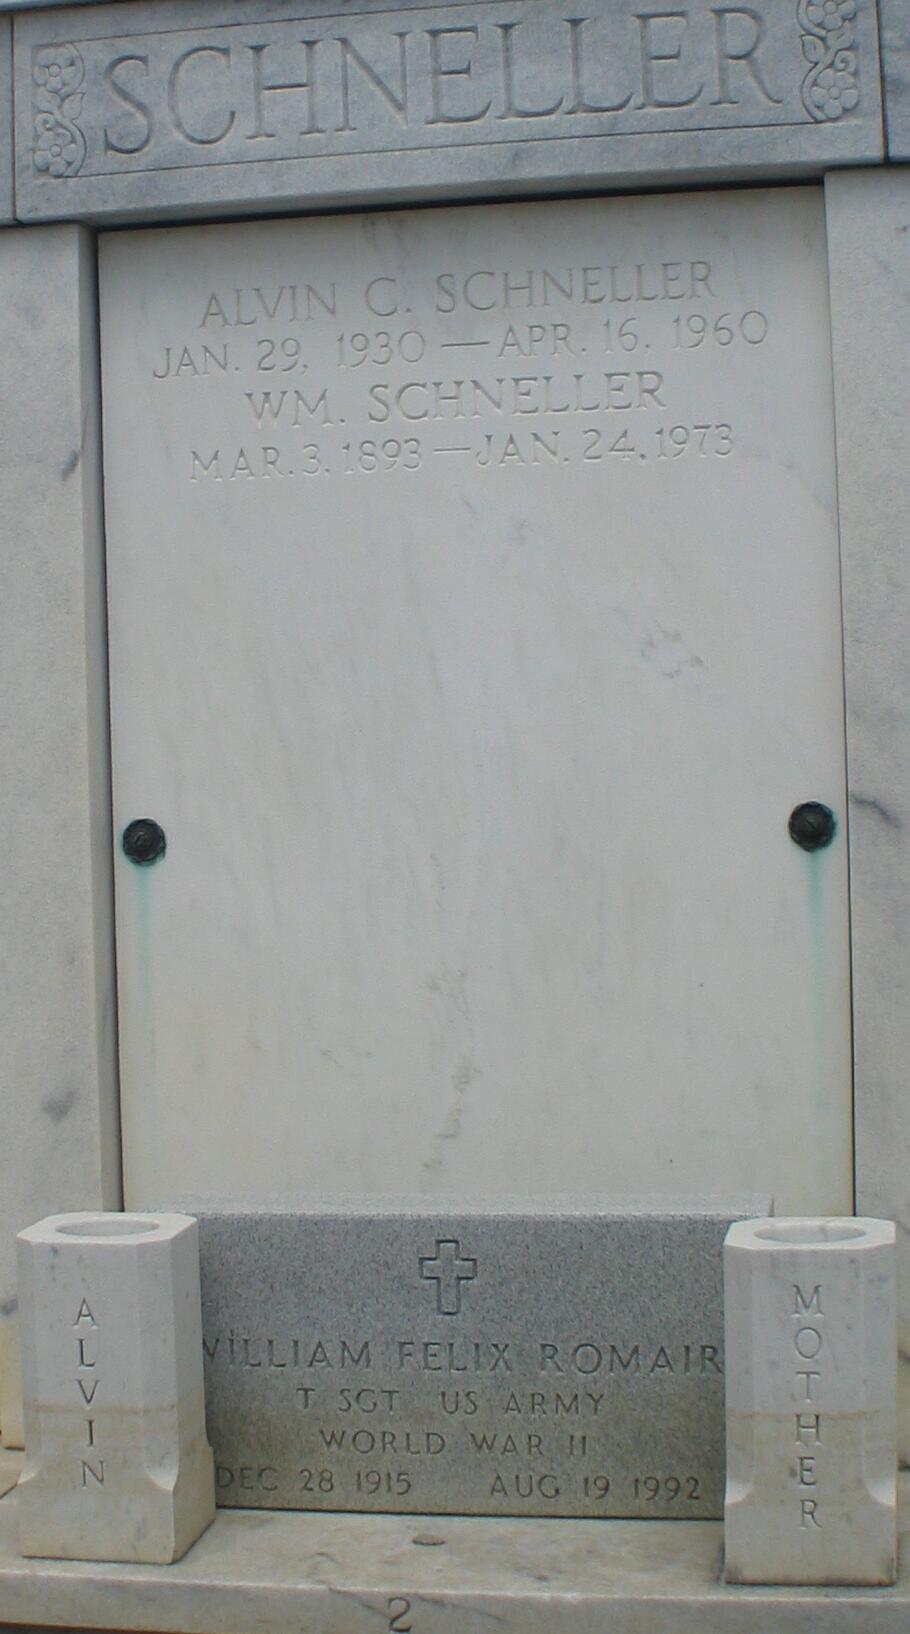 SCHNELLER
ALVIN C. SCHNELLER
JAN. 29, 1930 — APR. 16. 1960
WM. SCHNELLER
MAR. 3. 1893 — JAN. 24. 1973
WILLIAM FELIX ROMAIR
T SGT US ARMY
WORLD WAR II
DEC 28 1915 AUG 19 1992
ALVIN
MOTHER
2